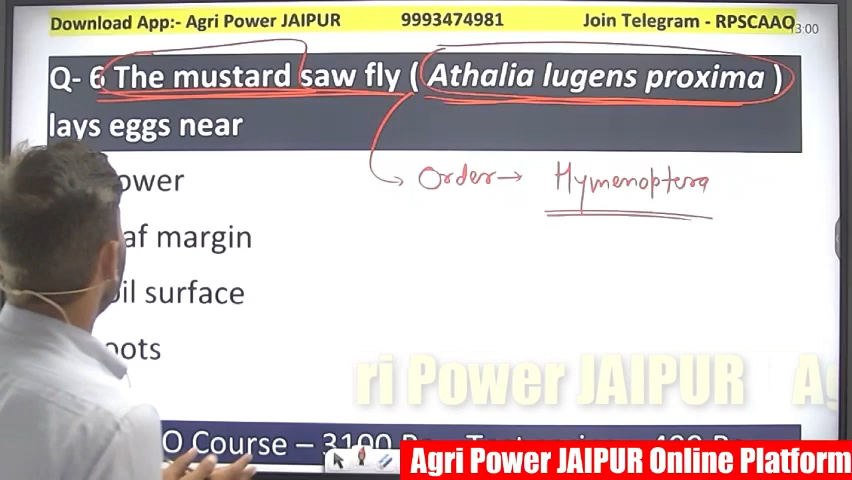 Download App:- Agri Power JAIPUR 9993474981 Join Telegram - RPSCAAO
13:00
Q- 6 The mustard saw fly ( Athalia lugens proxima )
lays eggs near
Order → Hymenoptera
ower
af margin
oil surface
oots
ri Power JAIPUR
O Course – 3100
Agri Power JAIPUR Online Platform